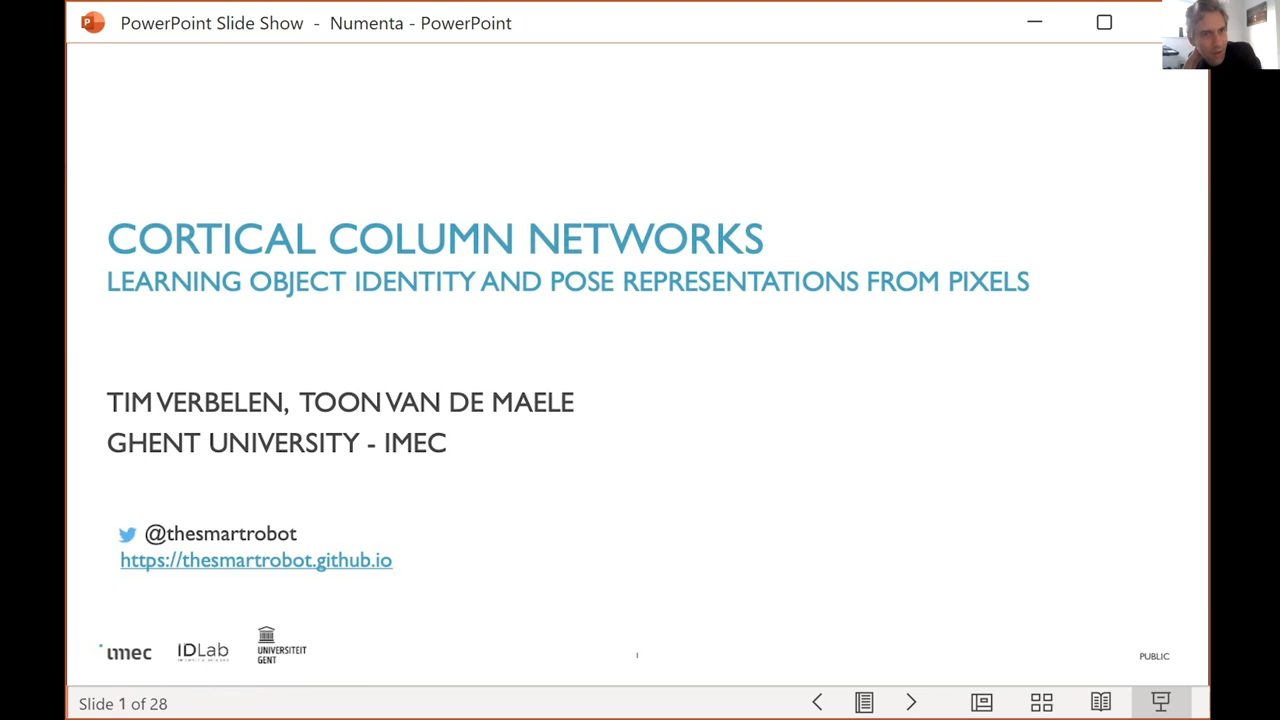 PowerPoint Slide Show - Numenta - PowerPoint
CORTICAL COLUMN NETWORKS
LEARNING OBJECT IDENTITY AND POSE REPRESENTATIONS FROM PIXELS
TIM VERBELEN, TOON VAN DE MAELE
GHENT UNIVERSITY - IMEC
@thesmartrobot
https://thesmartrobot.github.io
imec
IDLab
UNIVERSITEIT
GENT
1
PUBLIC
Slide 1 of 28